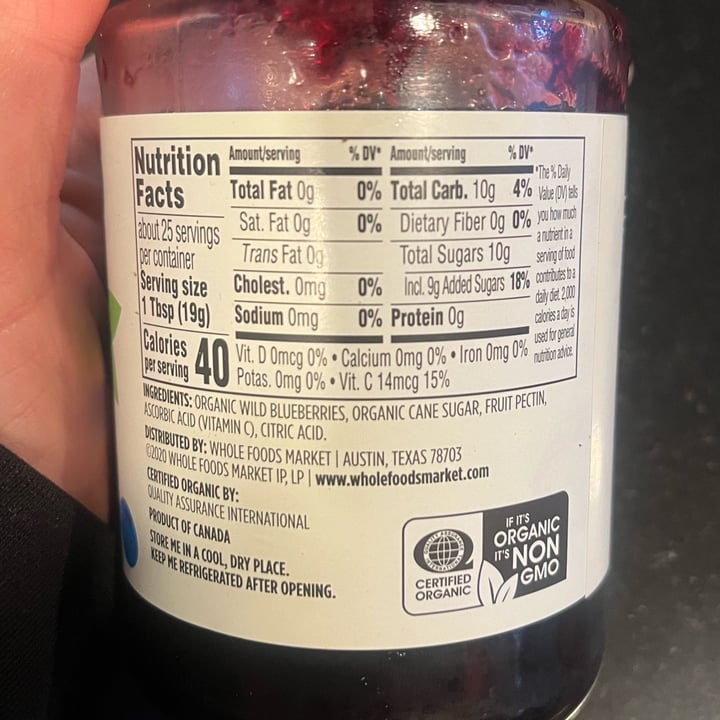 Nutrition
Facts
about 25 servings
per container
Serving size
1 Tbsp (19g)
Calories
per serving 40
Amount/serving % DV*
Total Fat 0g 0%
Sat. Fat 0g 0%
Trans Fat 0g
Cholest. 0mg 0%
Sodium 0mg 0%
Amount/serving % DV*
Total Carb. 10g 4%
Dietary Fiber 0g 0%
Total Sugars 10g
Incl. 9g Added Sugars 18%
Protein 0g
Vit. D 0mcg 0% • Calcium 0mg 0% • Iron 0mg 0%
Potas. 0mg 0% • Vit. C 14mcg 15%
*The % Daily
Value (DV) tells
you how much
a nutrient in a
serving of food
contributes to a
daily diet. 2,000
calories a day is
used for general
nutrition advice.
INGREDIENTS: ORGANIC WILD BLUEBERRIES, ORGANIC CANE SUGAR, FRUIT PECTIN,
ASCORBIC ACID (VITAMIN C), CITRIC ACID.
DISTRIBUTED BY: WHOLE FOODS MARKET | AUSTIN, TEXAS 78703
©2020 WHOLE FOODS MARKET IP, LP | www.wholefoodsmarket.com
CERTIFIED ORGANIC BY:
QUALITY ASSURANCE INTERNATIONAL
PRODUCT OF CANADA
STORE ME IN A COOL, DRY PLACE.
KEEP ME REFRIGERATED AFTER OPENING.
CERTIFIED
ORGANIC
IF IT'S
ORGANIC
IT'S NON
GMO